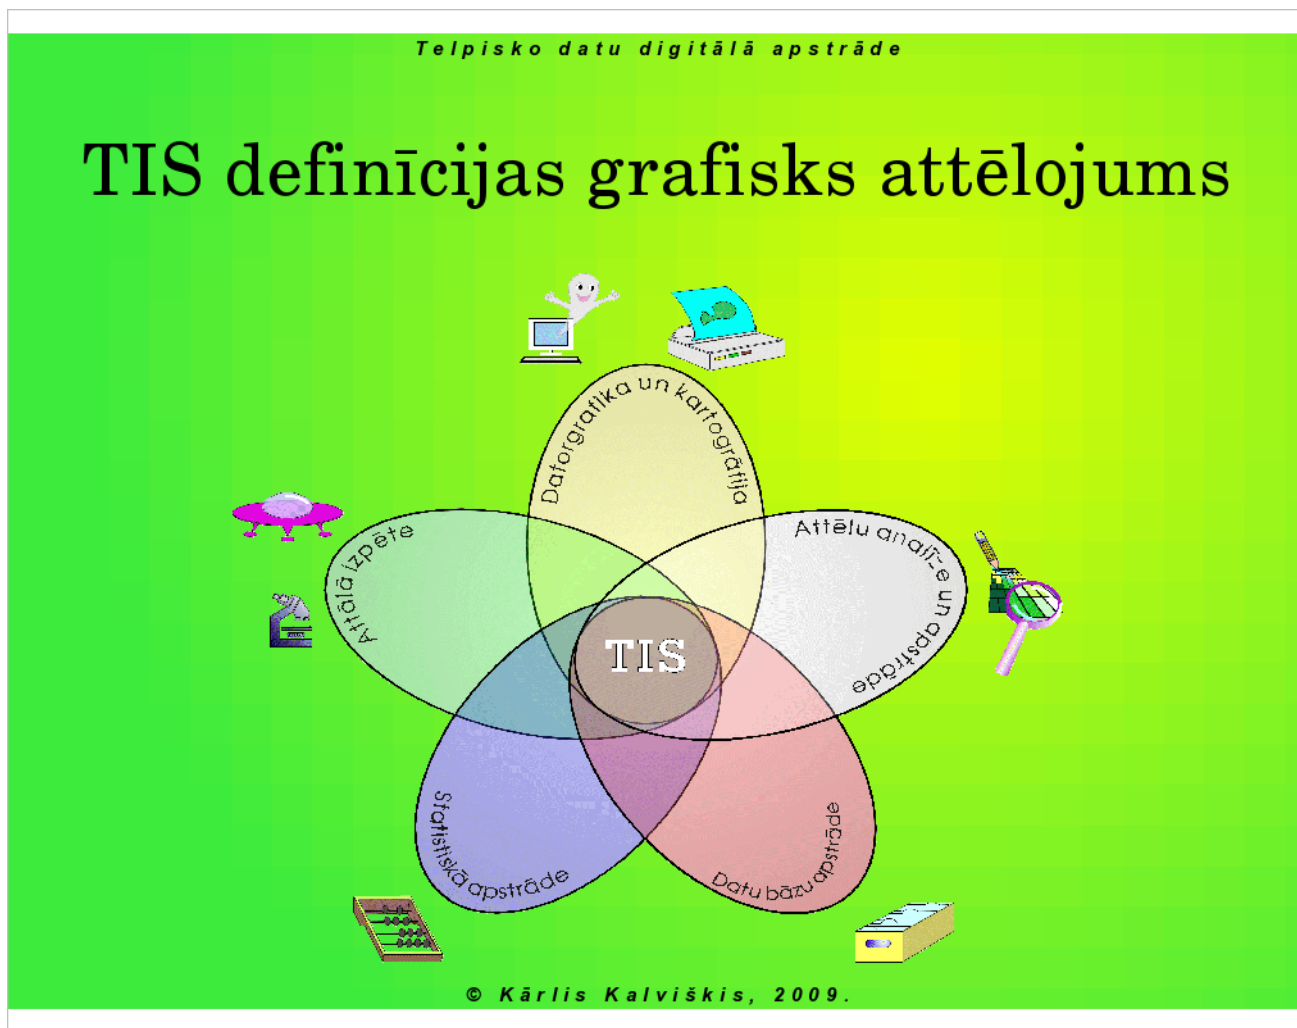 Telpisko datu digitālā apstrāde
TIS definīcijas grafisks attēlojums
Datorgrafika un kartogrāfija
Attālā izpēte
Attēlu analī-e un apstrāde
TIS
Statistiskā apstrāde
Datu bāzu apstrāde
© Kārlis Kalviškis, 2009.